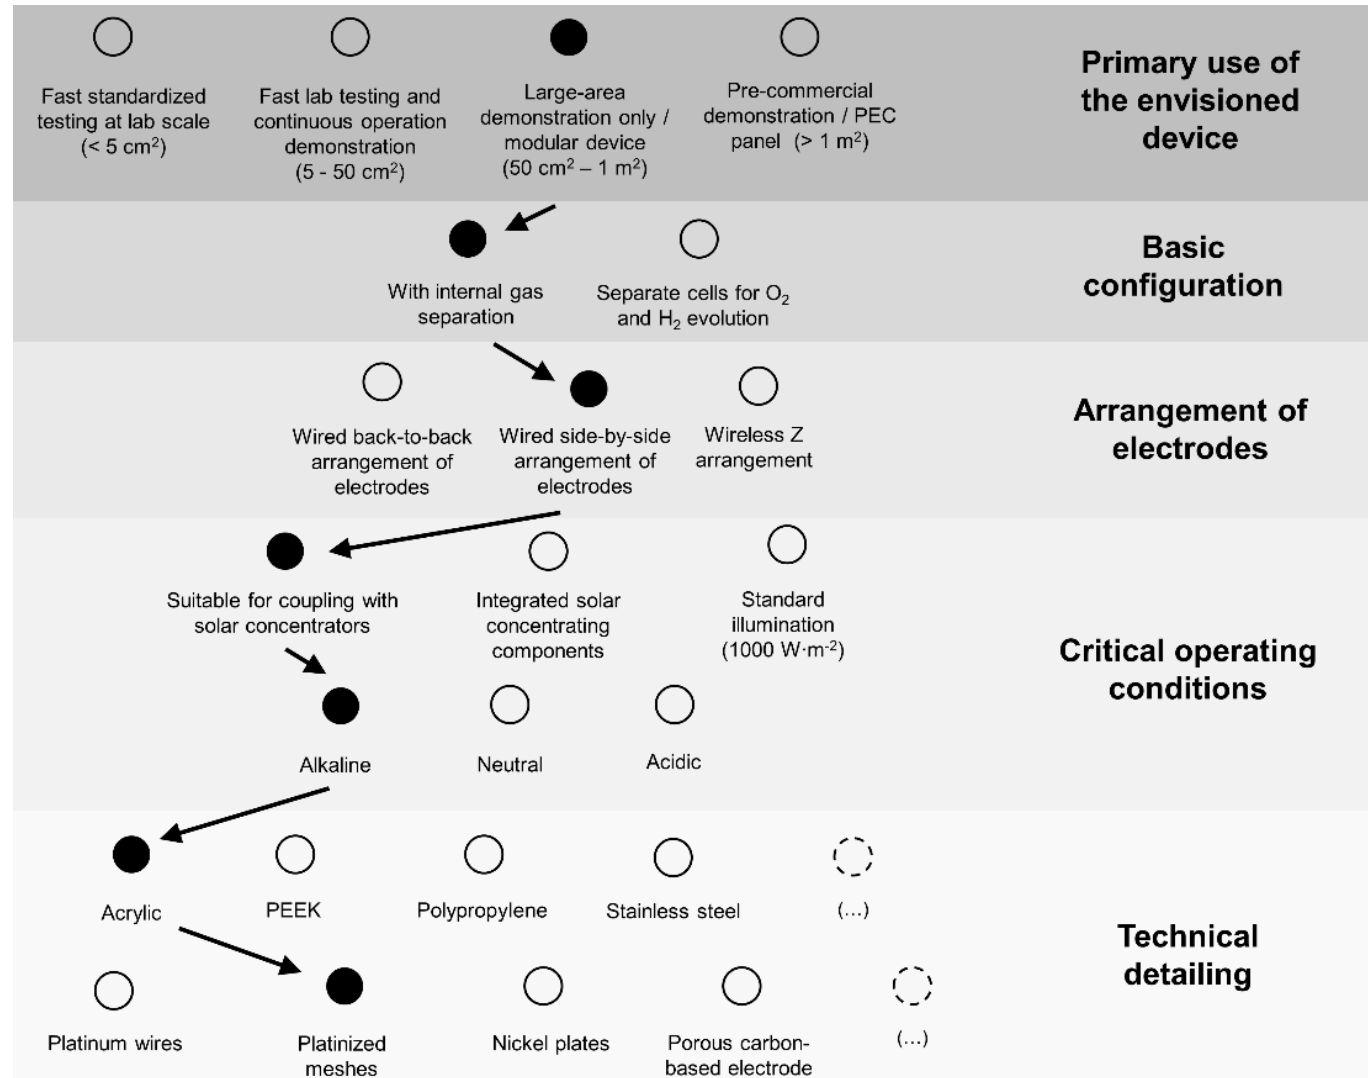 Fast standardized
testing at lab scale
(< 5 cm²)
Fast lab testing and
continuous operation
demonstration
(5 - 50 cm²)
Large-area
demonstration only /
modular device
(50 cm² – 1 m²)
Pre-commercial
demonstration / PEC
panel (> 1 m²)
Primary use of
the envisioned
device
With internal gas
separation
Separate cells for O₂
and H₂ evolution
Basic
configuration
Wired back-to-back
arrangement of
electrodes
Wired side-by-side
arrangement of
electrodes
Wireless Z
arrangement
Arrangement of
electrodes
Suitable for coupling with
solar concentrators
Integrated solar
concentrating
components
Standard
illumination
(1000 W·m⁻²)
Alkaline
Neutral
Acidic
Critical operating
conditions
Acrylic
PEEK
Polypropylene
Stainless steel
(...)
Platinum wires
Platinized
meshes
Nickel plates
Porous carbon-
based electrode
(...)
Technical
detailing